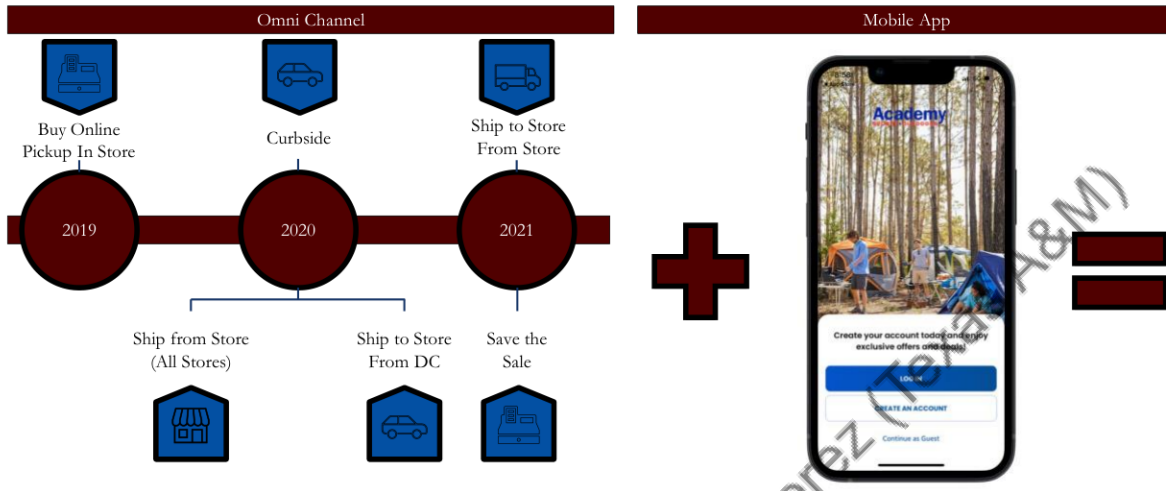 Omni Channel
Mobile App
Buy Online
Pickup In Store
Curbside
Ship to Store
From Store
2019
2020
2021
Ship from Store
(All Stores)
Ship to Store
From DC
Save the
Sale
Academy
Create your account today and enjoy
exclusive offers and deals!
LOG IN
CREATE AN ACCOUNT
Continue as Guest
(Texas A&M)